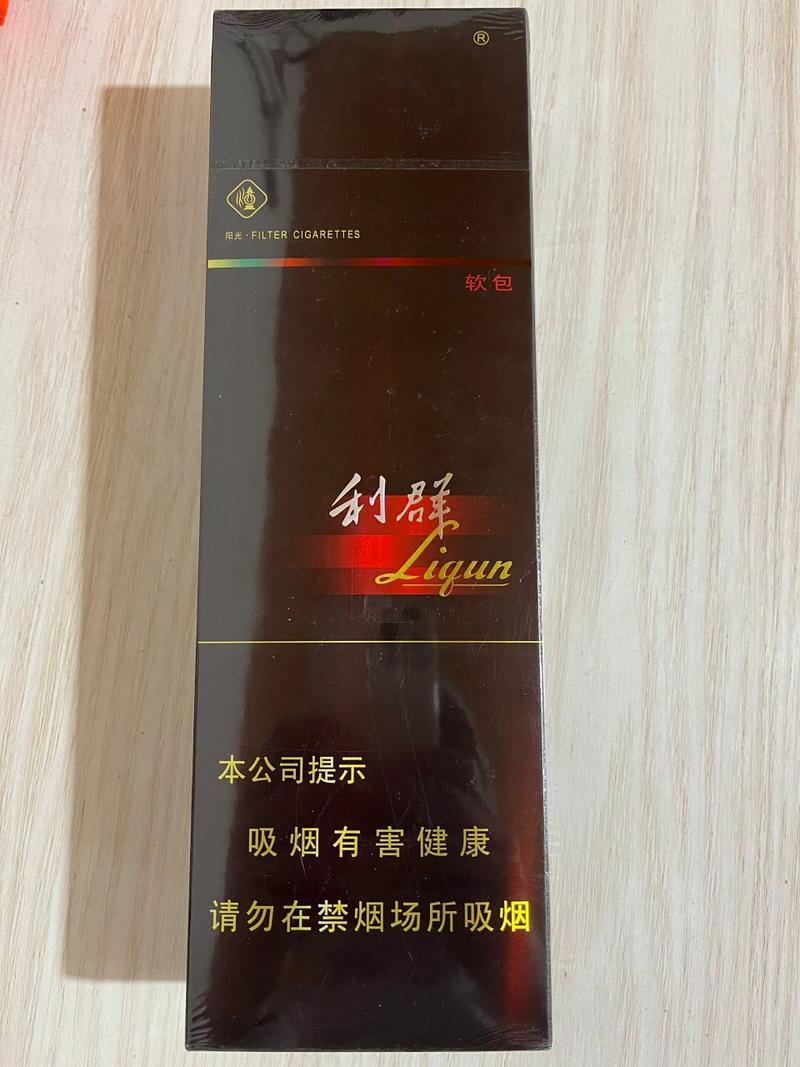 ®
阳光·FILTER CIGARETTES
软包
利群
Liqun
本公司提示
吸烟有害健康
请勿在禁烟场所吸烟